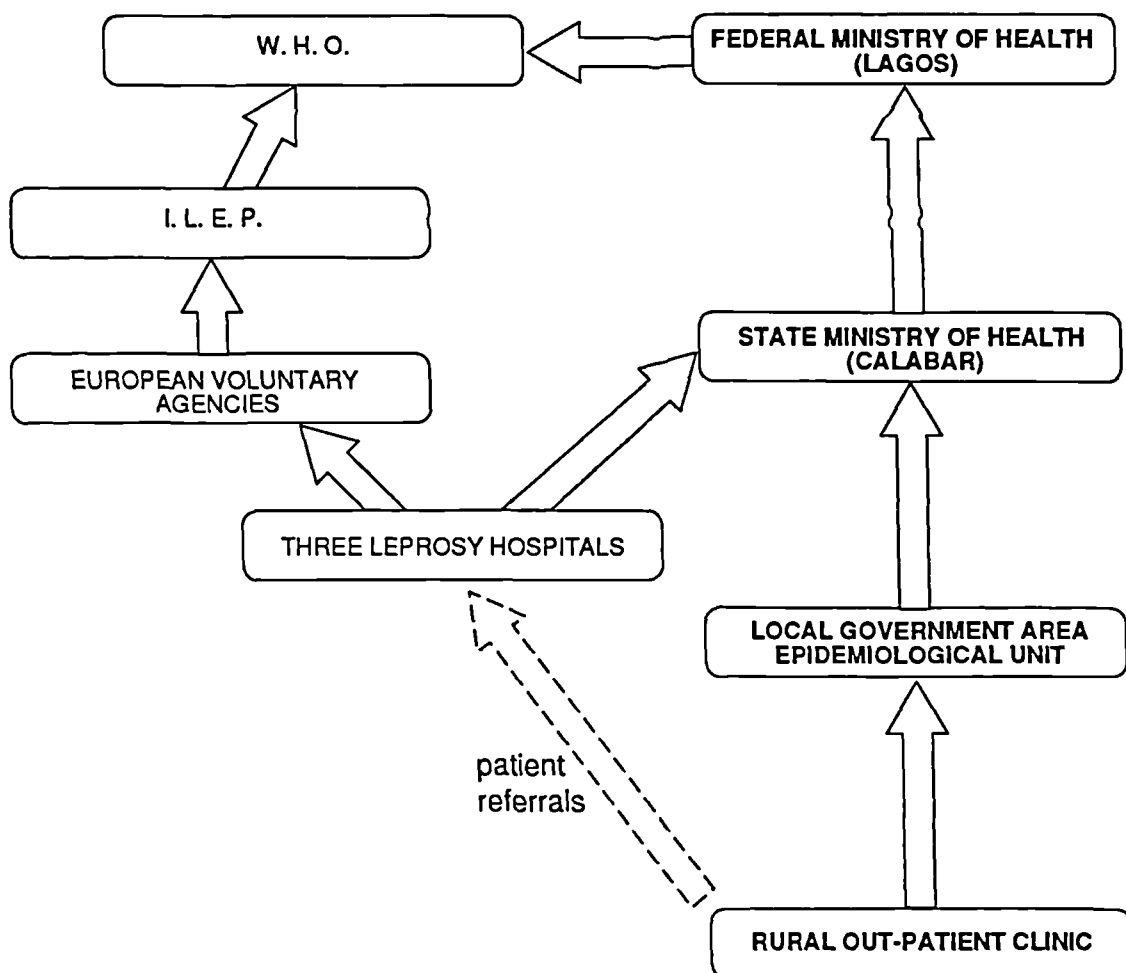 W. H. O.
FEDERAL MINISTRY OF HEALTH
(LAGOS)
I. L. E. P.
STATE MINISTRY OF HEALTH
(CALABAR)
EUROPEAN VOLUNTARY
AGENCIES
THREE LEPROSY HOSPITALS
LOCAL GOVERNMENT AREA
EPIDEMIOLOGICAL UNIT
patient
referrals
RURAL OUT-PATIENT CLINIC